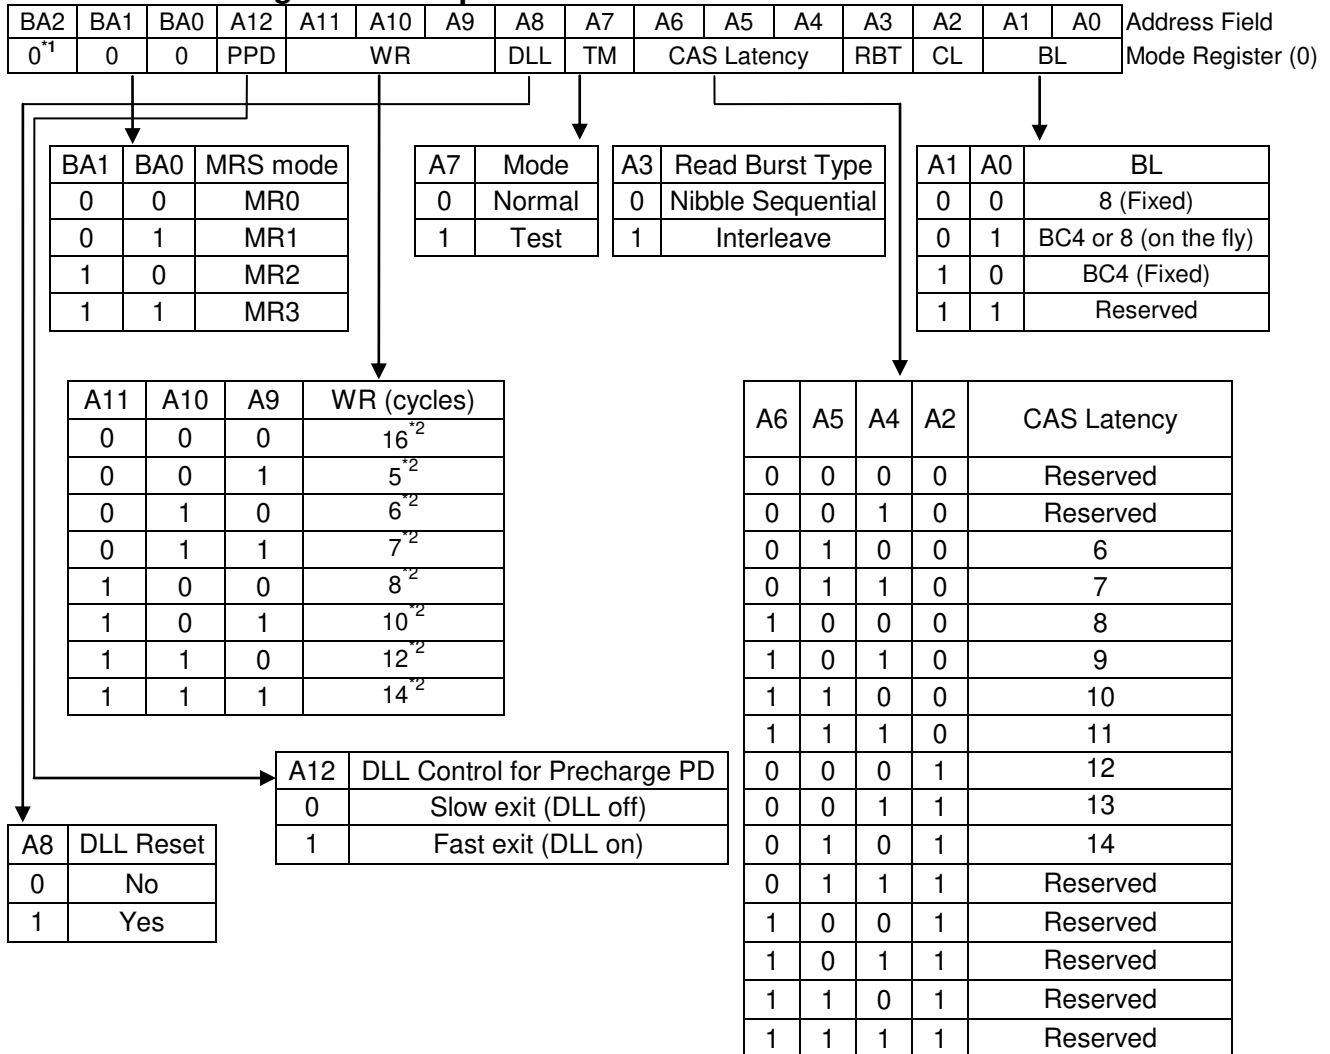 BA2 BA1 BA0 A12 A11 A10 A9 A8 A7 A6 A5 A4 A3 A2 A1 A0 Address Field
0*1 0 0 PPD WR DLL TM CAS Latency RBT CL BL Mode Register (0)
BA1 BA0 MRS mode
0 0 MR0
0 1 MR1
1 0 MR2
1 1 MR3
A7 Mode
0 Normal
1 Test
A3 Read Burst Type
0 Nibble Sequential
1 Interleave
A1 A0 BL
0 0 8 (Fixed)
0 1 BC4 or 8 (on the fly)
1 0 BC4 (Fixed)
1 1 Reserved
A11 A10 A9 WR (cycles)
0 0 0 16*2
0 0 1 5*2
0 1 0 6*2
0 1 1 7*2
1 0 0 8*2
1 0 1 10*2
1 1 0 12*2
1 1 1 14*2
A6 A5 A4 A2 CAS Latency
0 0 0 0 Reserved
0 0 1 0 Reserved
0 1 0 0 6
0 1 1 0 7
1 0 0 0 8
1 0 1 0 9
1 1 0 0 10
1 1 1 0 11
0 0 0 1 12
0 0 1 1 13
0 1 0 1 14
0 1 1 1 Reserved
1 0 0 1 Reserved
1 0 1 1 Reserved
1 1 0 1 Reserved
1 1 1 1 Reserved
A12 DLL Control for Precharge PD
0 Slow exit (DLL off)
1 Fast exit (DLL on)
A8 DLL Reset
0 No
1 Yes